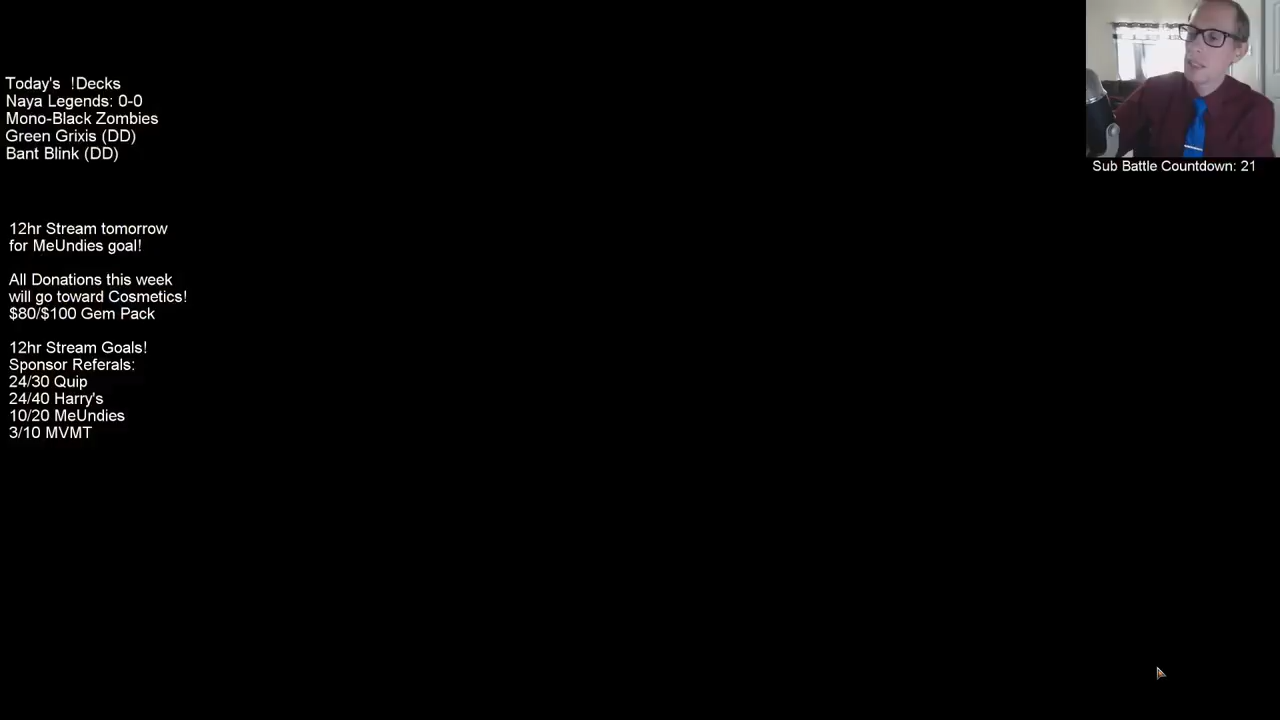 Today's  !Decks
Naya Legends: 0-0
Mono-Black Zombies
Green Grixis (DD)
Bant Blink (DD)
Sub Battle Countdown: 21
12hr Stream tomorrow
for MeUndies goal!
All Donations this week
will go toward Cosmetics!
$80/$100 Gem Pack
12hr Stream Goals!
Sponsor Referals:
24/30 Quip
24/40 Harry's
10/20 MeUndies
3/10 MVMT